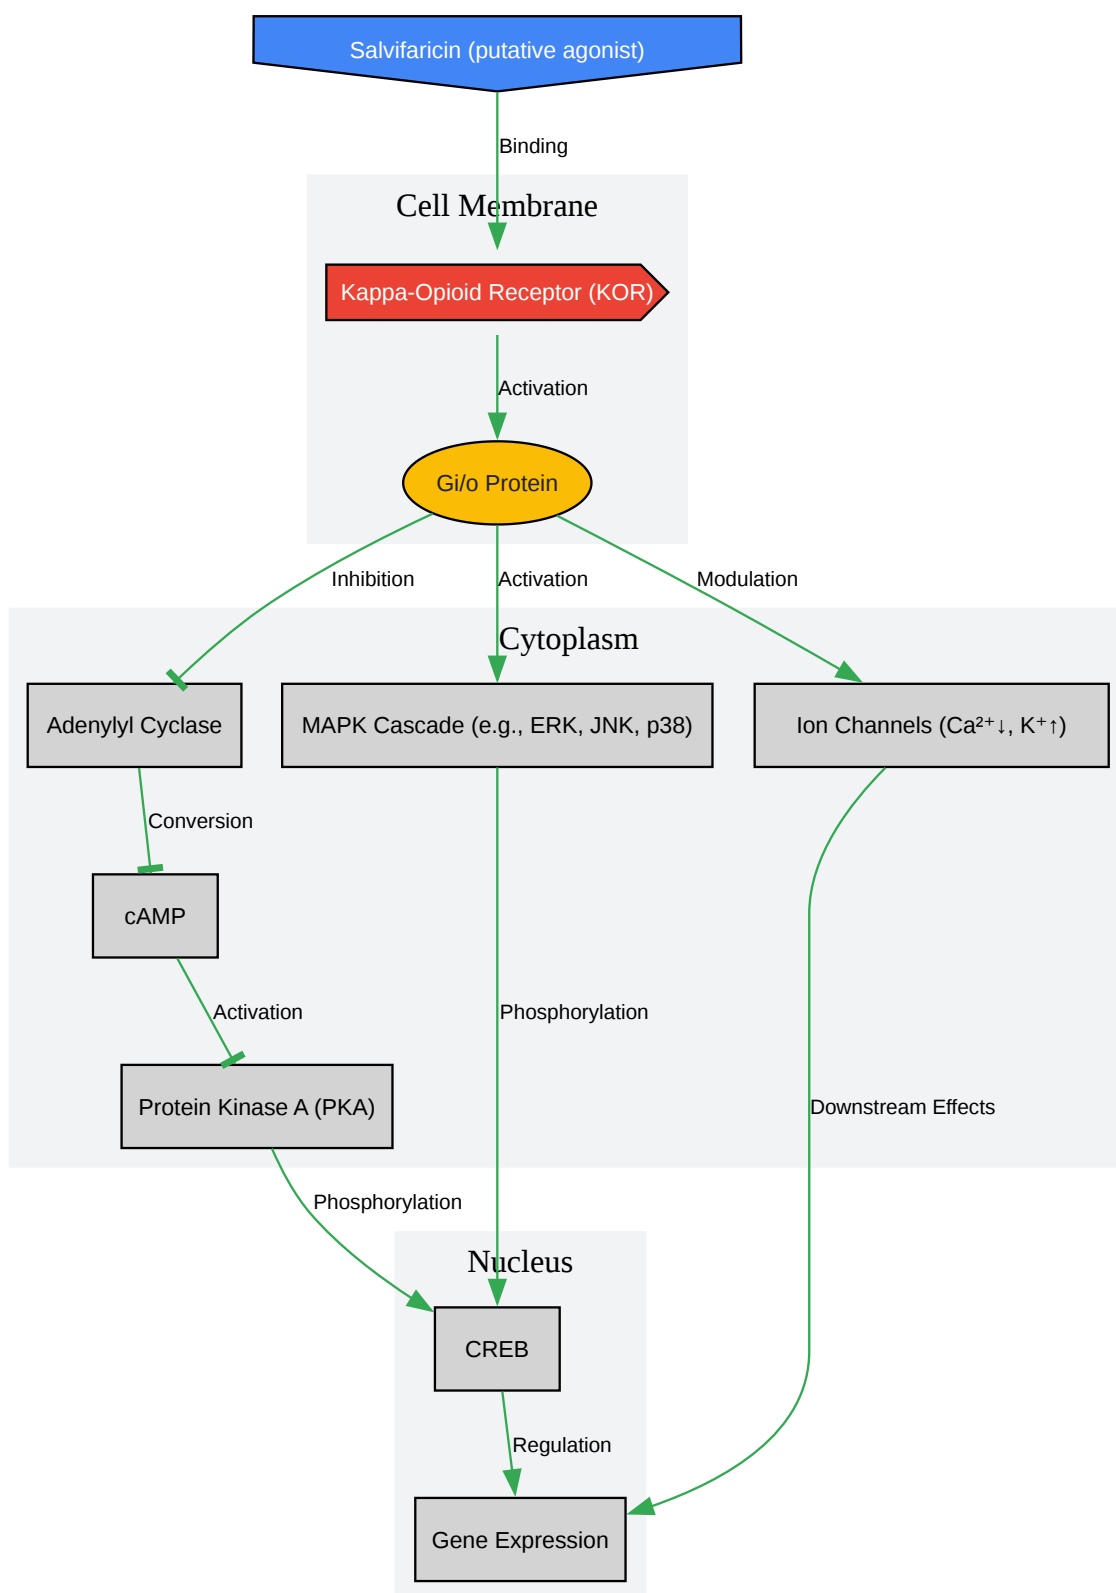 Salvifaricin (putative agonist)
Binding
Cell Membrane
Kappa-Opioid Receptor (KOR)
Activation
Gi/o Protein
Inhibition
Activation
Modulation
Cytoplasm
Adenylyl Cyclase
MAPK Cascade (e.g., ERK, JNK, p38)
Ion Channels (Ca²⁺↓, K⁺↑)
Conversion
cAMP
Activation
Phosphorylation
Protein Kinase A (PKA)
Downstream Effects
Phosphorylation
Nucleus
CREB
Regulation
Gene Expression